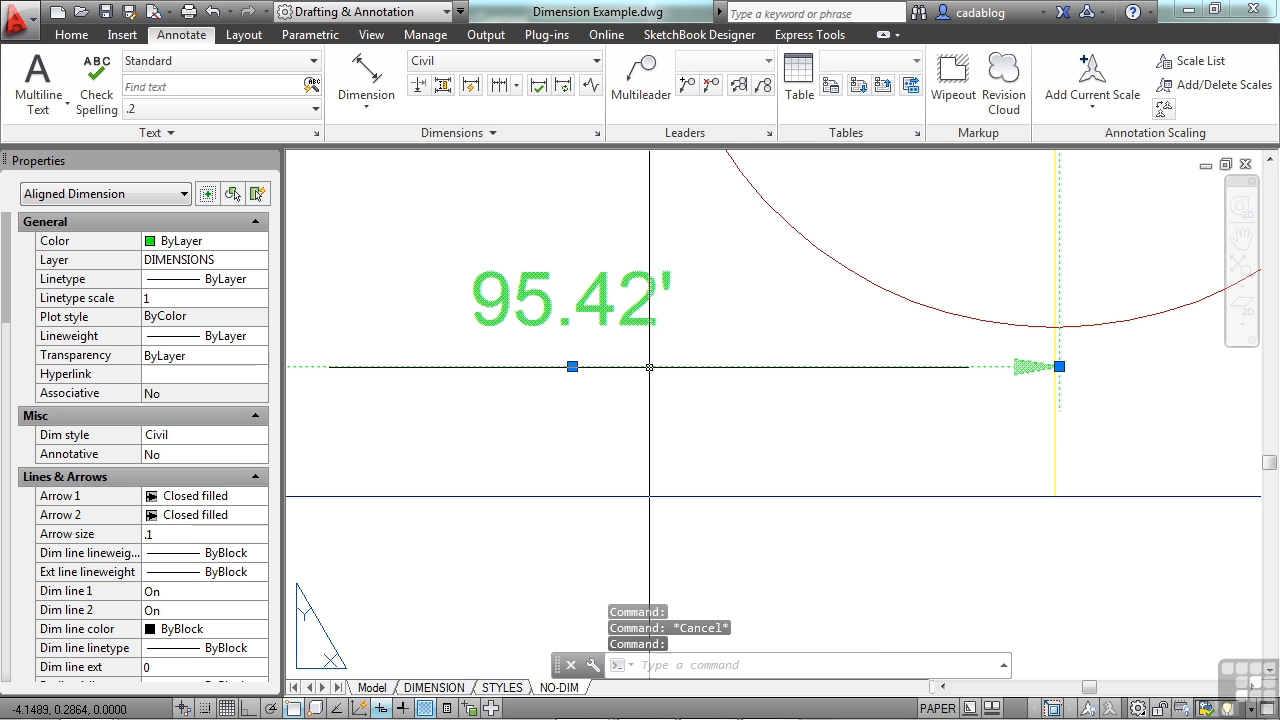 Drafting & Annotation
Dimension Example.dwg
Type a keyword or phrase
cadablog
Home
Insert
Annotate
Layout
Parametric
View
Manage
Output
Plug-ins
Online
SketchBook Designer
Express Tools
Multiline Text
ABC
Check Spelling
Standard
Find text
.2
Text
Dimension
Civil
Dimensions
Multileader
Leaders
Table
Tables
Wipeout
Revision Cloud
Markup
Add Current Scale
Scale List
Add/Delete Scales
Annotation Scaling
Properties
Aligned Dimension
General
Color ByLayer
Layer DIMENSIONS
Linetype ByLayer
Linetype scale 1
Plot style ByColor
Lineweight ByLayer
Transparency ByLayer
Hyperlink
Associative No
Misc
Dim style Civil
Annotative No
Lines & Arrows
Arrow 1 Closed filled
Arrow 2 Closed filled
Arrow size .1
Dim line lineweig... ByBlock
Ext line lineweight ByBlock
Dim line 1 On
Dim line 2 On
Dim line color ByBlock
Dim line linetype ByBlock
Dim line ext 0
95.42'
Y
X
Command:
Command: *Cancel*
Command:
Type a command
Model
DIMENSION
STYLES
NO-DIM
-4.1489, 0.2864, 0.0000
PAPER